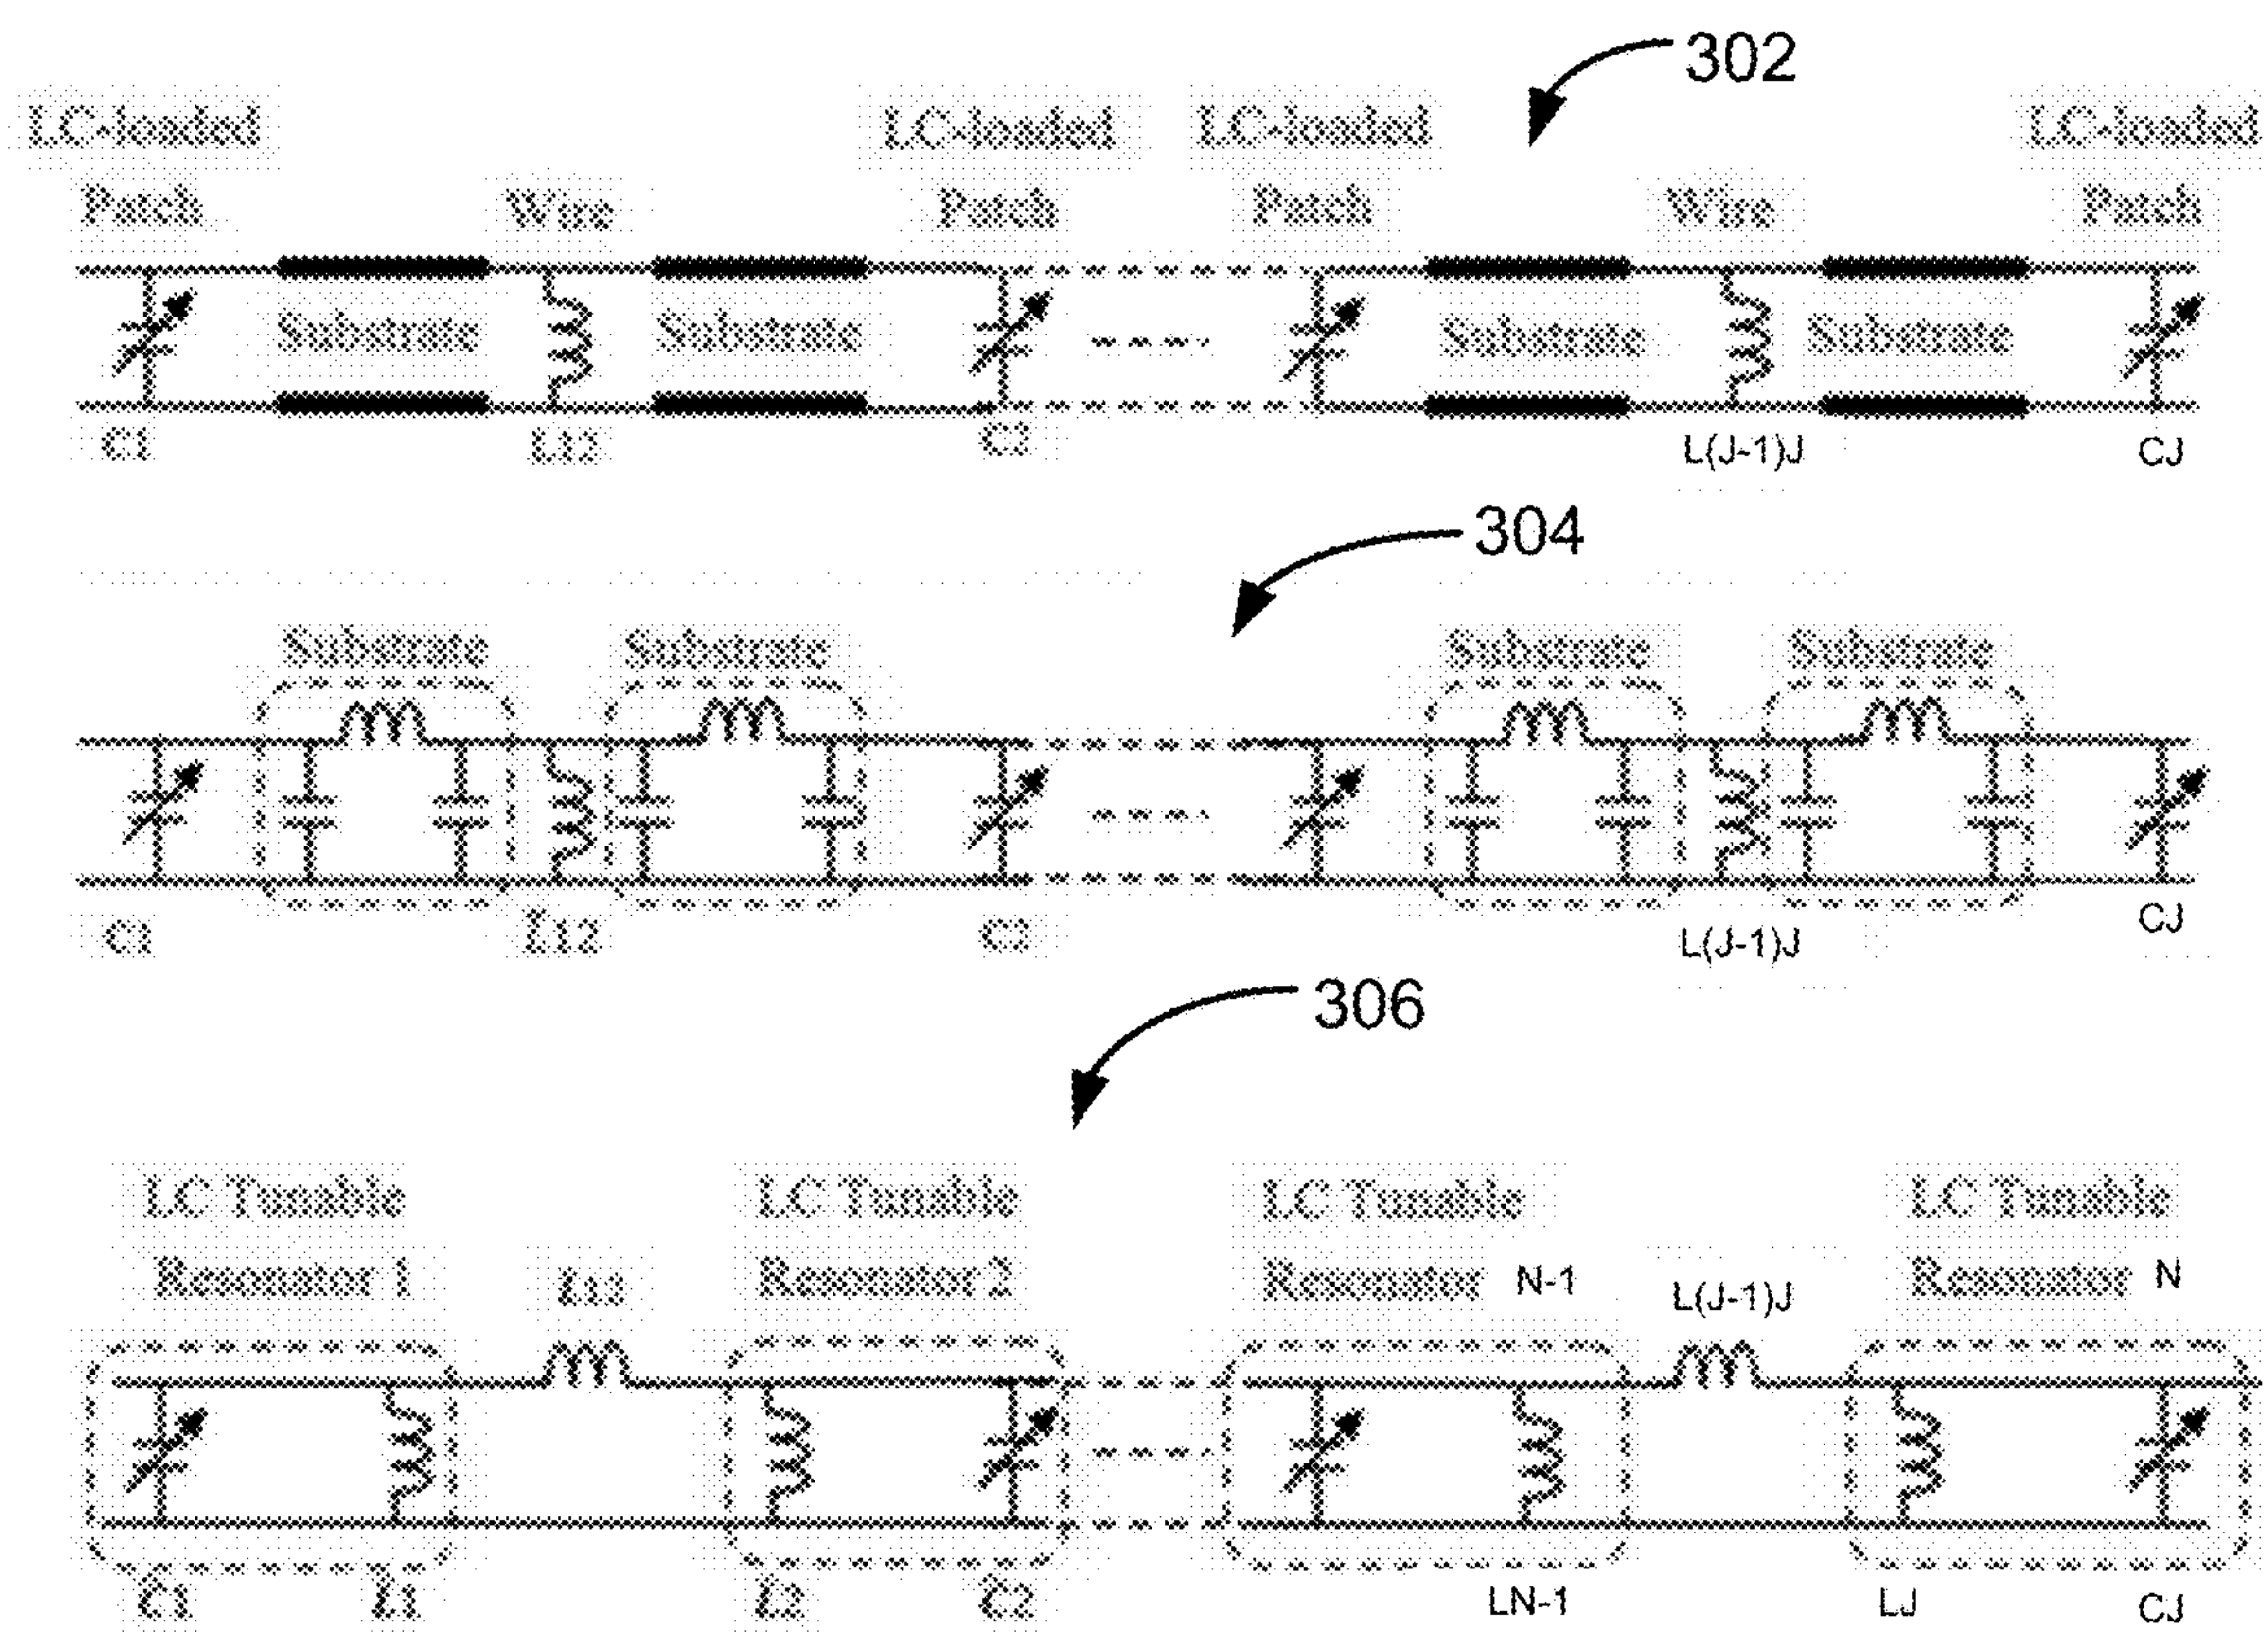 302
LC-loaded LC-loaded LC-loaded LC-loaded
Patch Wire Patch Patch Wire Patch
Substrate Substrate Substrate Substrate
C1 L12 C2 L(J-1)J CJ
304
Substrate Substrate Substrate Substrate
C1 L12 C2 L(J-1)J CJ
306
LC Tunable LC Tunable LC Tunable LC Tunable
Resonator 1 L12 Resonator 2 Resonator N-1 L(J-1)J Resonator N
C1 L1 L2 C2 LN-1 LJ CJ